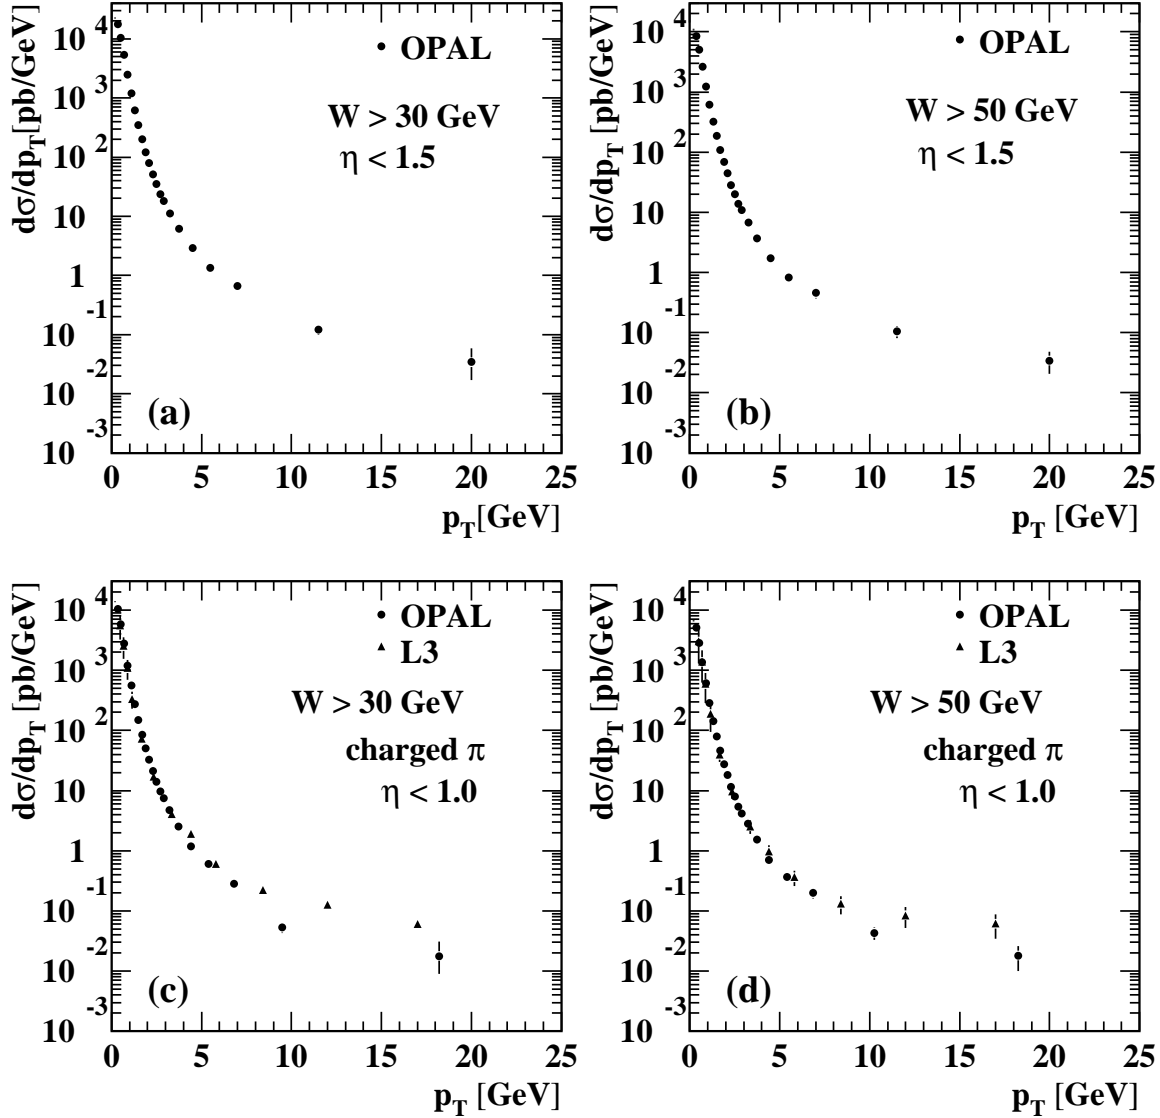 dσ/dp_T[pb/GeV]
10^4
10^3
10^2
10
1
10^-1
10^-2
10^-3
OPAL
W > 30 GeV
η < 1.5
(a)
0 5 10 15 20 25
p_T[GeV]
dσ/dp_T [pb/GeV]
10^4
10^3
10^2
10
1
10^-1
10^-2
10^-3
OPAL
W > 50 GeV
η < 1.5
(b)
0 5 10 15 20 25
p_T [GeV]
dσ/dp_T [pb/GeV]
10^4
10^3
10^2
10
1
10^-1
10^-2
10^-3
OPAL
L3
W > 30 GeV
charged π
η < 1.0
(c)
0 5 10 15 20 25
p_T [GeV]
dσ/dp_T [pb/GeV]
10^4
10^3
10^2
10
1
10^-1
10^-2
10^-3
OPAL
L3
W > 50 GeV
charged π
η < 1.0
(d)
0 5 10 15 20 25
p_T [GeV]